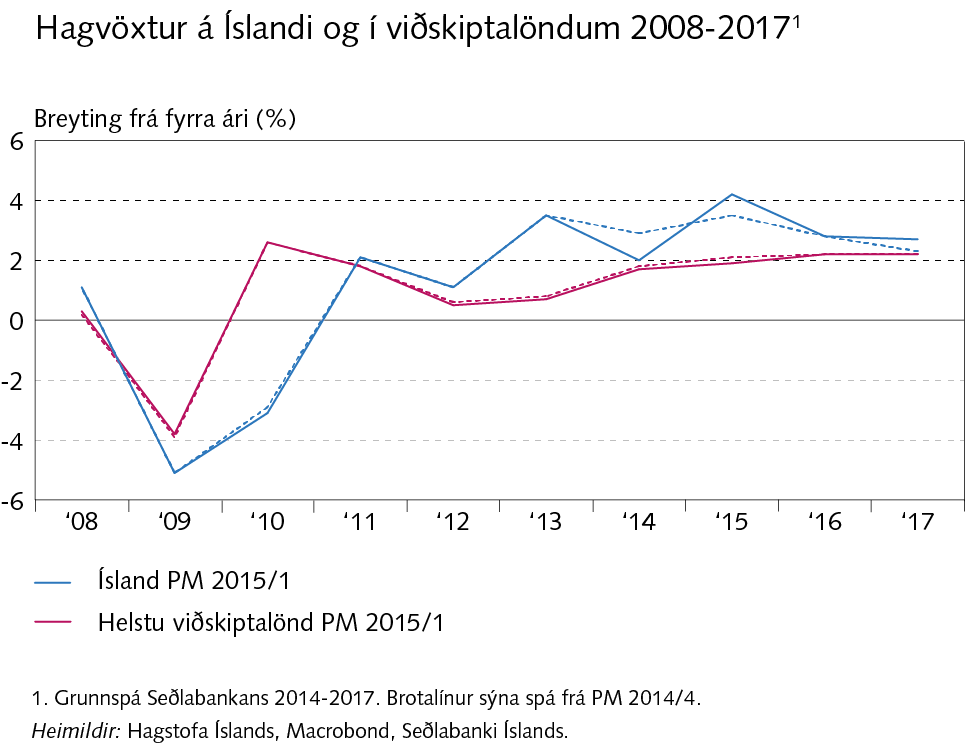 Hagvöxtur á Íslandi og í viðskiptalöndum 2008-2017¹
Breyting frá fyrra ári (%)
6
4
2
0
-2
-4
-6
‘08 ‘09 ‘10 ‘11 ‘12 ‘13 ‘14 ‘15 ‘16 ‘17
Ísland PM 2015/1
Helstu viðskiptalönd PM 2015/1
1. Grunnspá Seðlabankans 2014-2017. Brotalínur sýna spá frá PM 2014/4.
Heimildir: Hagstofa Íslands, Macrobond, Seðlabanki Íslands.